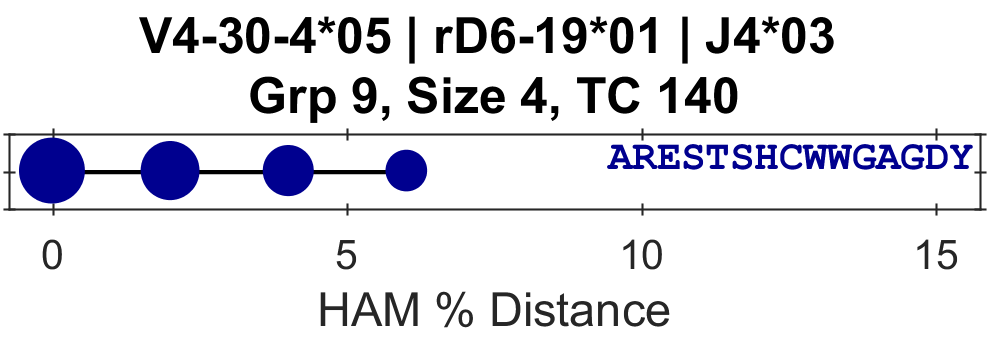 V4-30-4*05 | rD6-19*01 | J4*03
Grp 9, Size 4, TC 140
ARESTSHCWWGAGDY
0 5 10 15
HAM % Distance